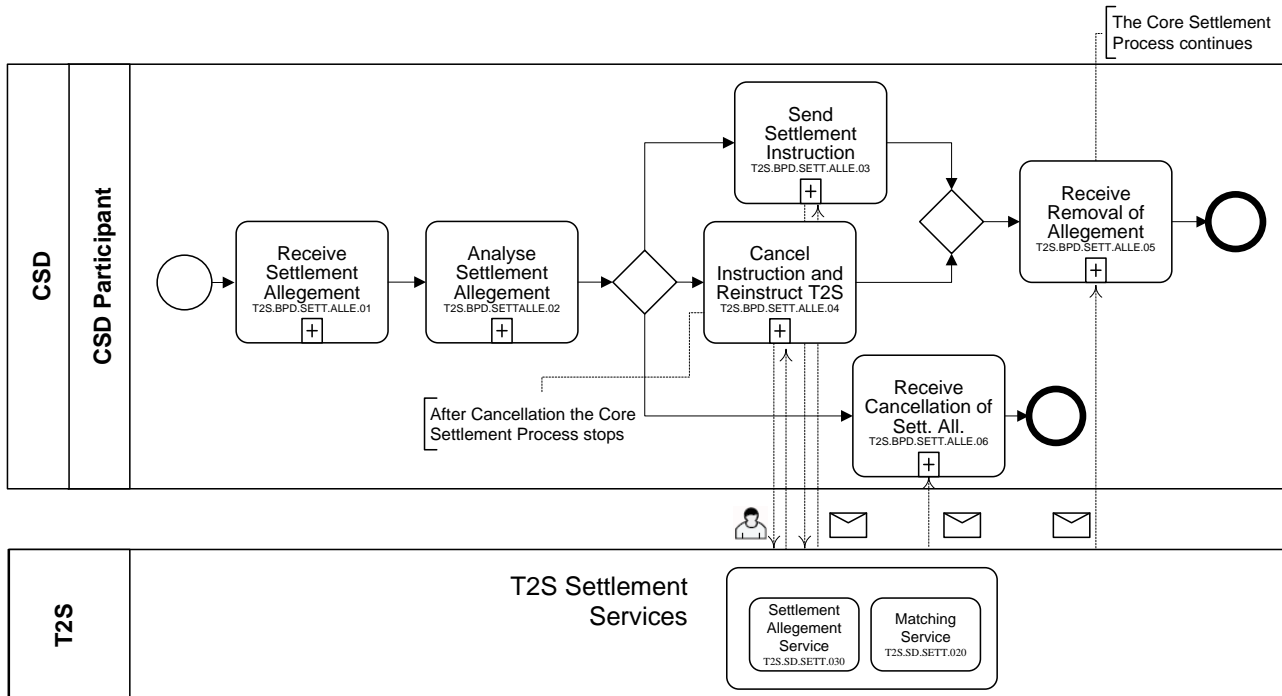 The Core Settlement
Process continues
CSD
CSD Participant
Send
Settlement
Instruction
T2S.BPD.SETT.ALLE.03
Receive
Settlement
Allegement
T2S.BPD.SETT.ALLE.01
Analyse
Settlement
Allegement
T2S.BPD.SETTALLE.02
Cancel
Instruction and
Reinstruct T2S
T2S.BPD.SETT.ALLE.04
Receive
Removal of
Allegement
T2S.BPD.SETT.ALLE.05
After Cancellation the Core
Settlement Process stops
Receive
Cancellation of
Sett. All.
T2S.BPD.SETT.ALLE.06
T2S
T2S Settlement
Services
Settlement
Allegement
Service
T2S.SD.SETT.030
Matching
Service
T2S.SD.SETT.020